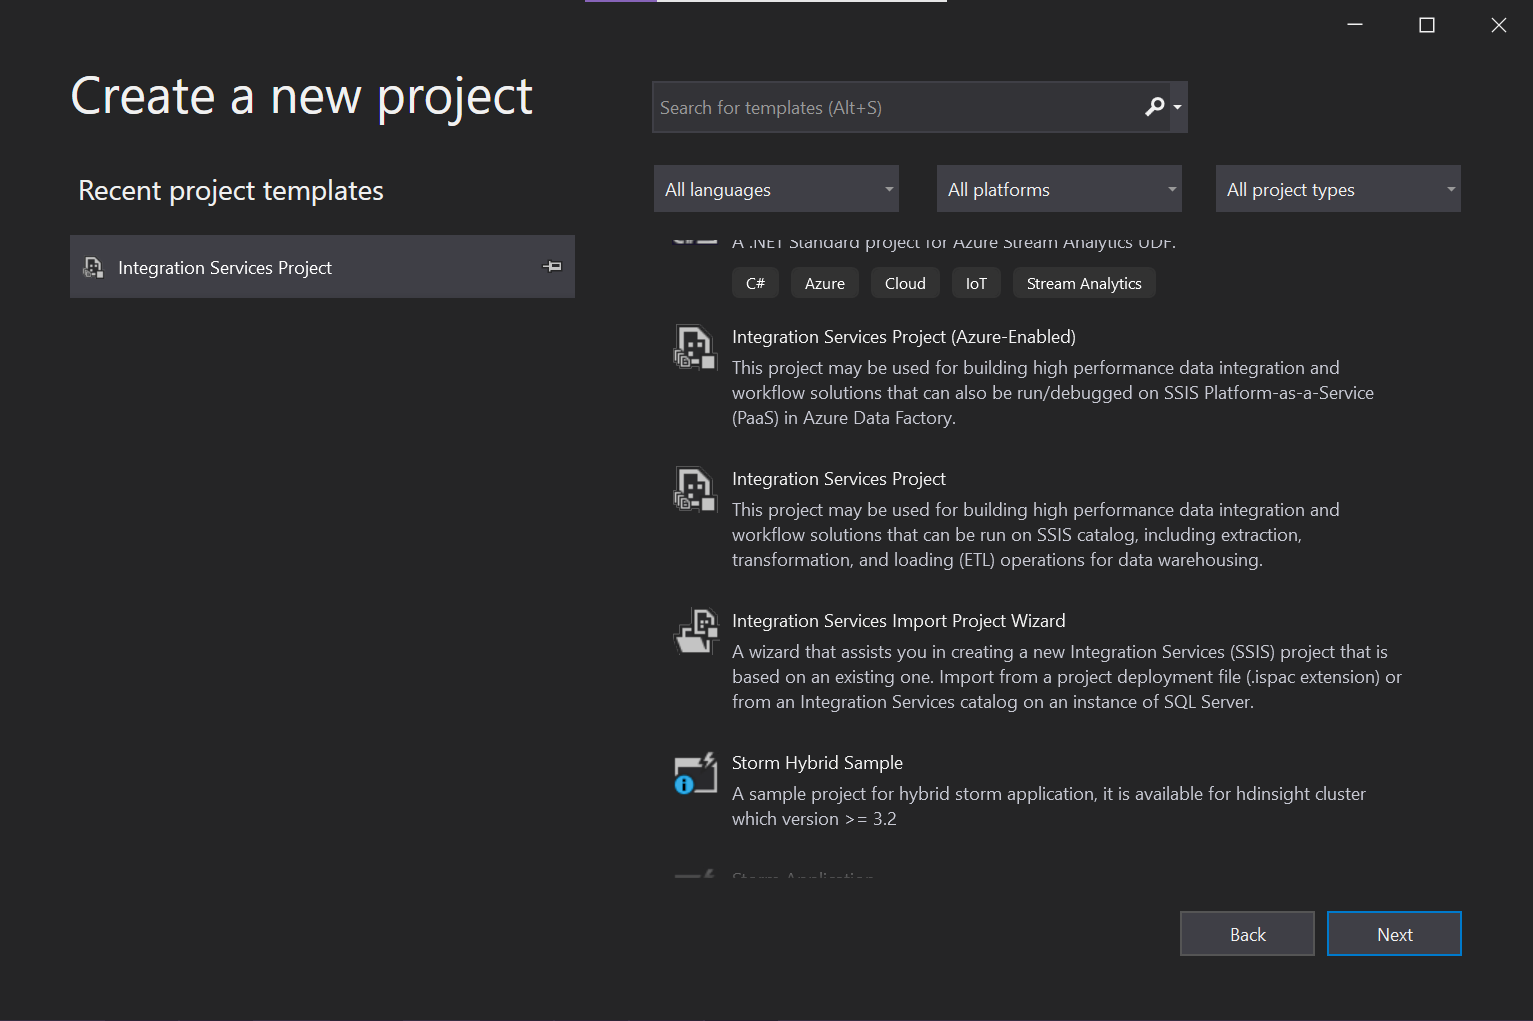 Create a new project
Search for templates (Alt+S)
Recent project templates
All languages
All platforms
All project types
Integration Services Project
A .NET Standard project for Azure Stream Analytics UDF.
C#
Azure
Cloud
IoT
Stream Analytics
Integration Services Project (Azure-Enabled)
This project may be used for building high performance data integration and
workflow solutions that can also be run/debugged on SSIS Platform-as-a-Service
(PaaS) in Azure Data Factory.
Integration Services Project
This project may be used for building high performance data integration and
workflow solutions that can be run on SSIS catalog, including extraction,
transformation, and loading (ETL) operations for data warehousing.
Integration Services Import Project Wizard
A wizard that assists you in creating a new Integration Services (SSIS) project that is
based on an existing one. Import from a project deployment file (.ispac extension) or
from an Integration Services catalog on an instance of SQL Server.
Storm Hybrid Sample
A sample project for hybrid storm application, it is available for hdinsight cluster
which version >= 3.2
Storm Application
Back
Next